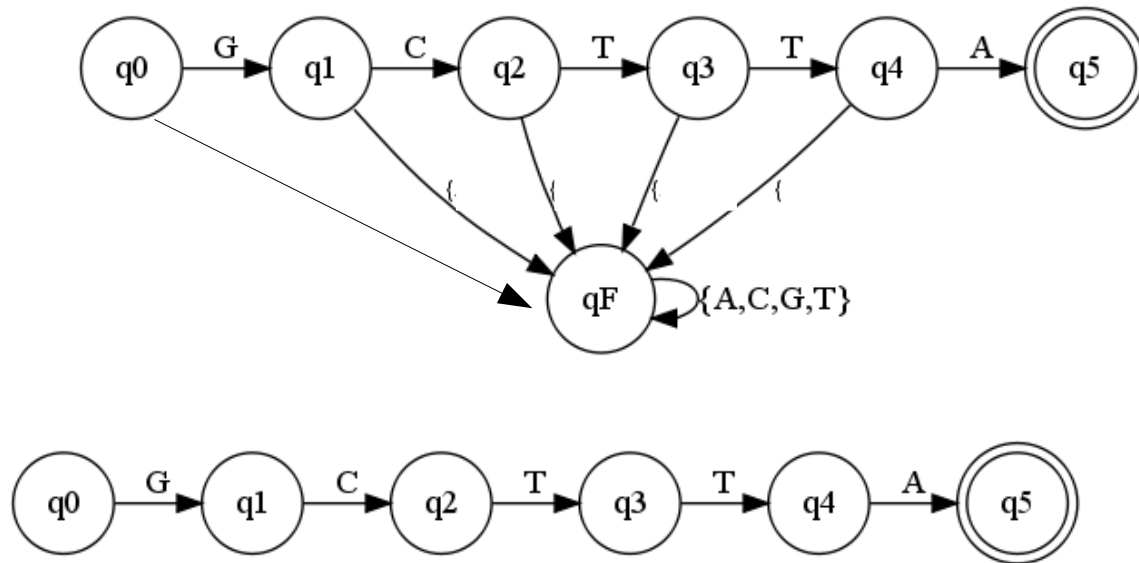 G C T T A
q0 q1 q2 q3 q4 q5
{ { { {
qF {A,C,G,T}
G C T T A
q0 q1 q2 q3 q4 q5